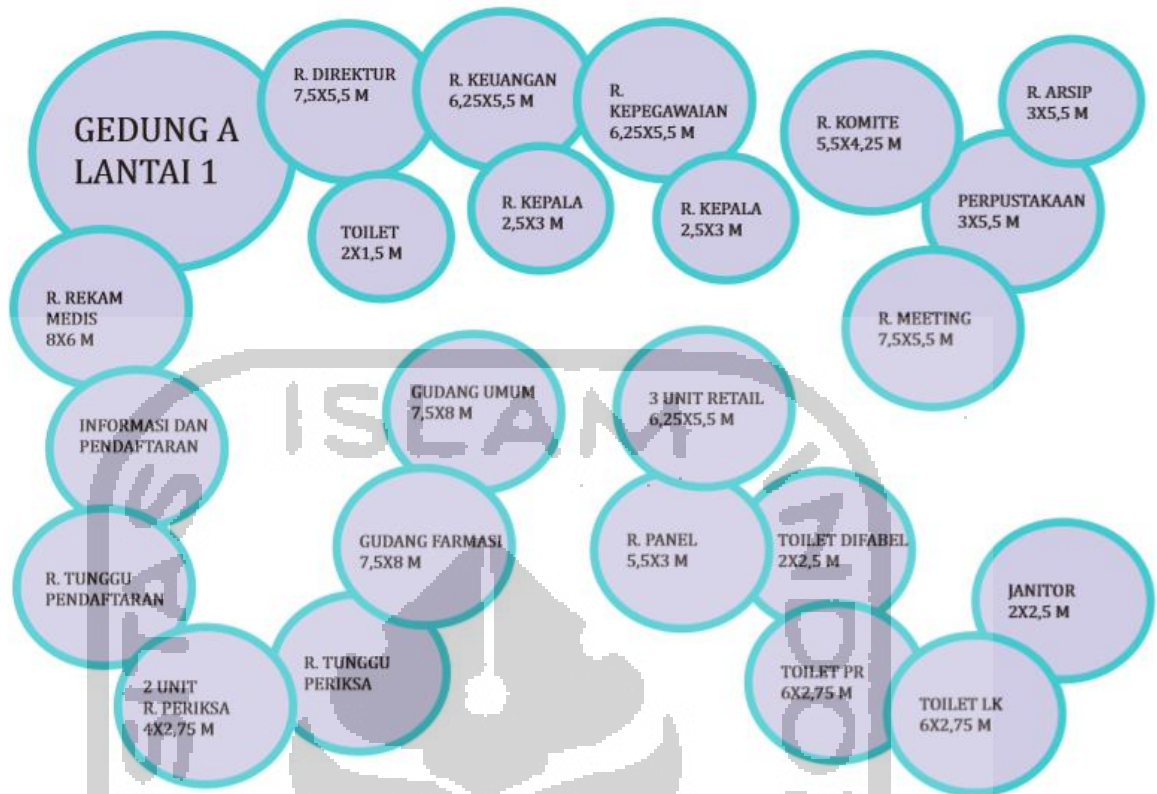 GEDUNG A
LANTAI 1
R. DIREKTUR
7,5X5,5 M
R. KEUANGAN
6,25X5,5 M
R.
KEPEGAWAIAN
6,25X5,5 M
R. KOMITE
5,5X4,25 M
R. ARSIP
3X5,5 M
TOILET
2X1,5 M
R. KEPALA
2,5X3 M
R. KEPALA
2,5X3 M
PERPUSTAKAAN
3X5,5 M
R. REKAM
MEDIS
8X6 M
R. MEETING
7,5X5,5 M
INFORMASI DAN
PENDAFTARAN
GUDANG UMUM
7,5X8 M
3 UNIT RETAIL
6,25X5,5 M
R. TUNGGU
PENDAFTARAN
GUDANG FARMASI
7,5X8 M
R. PANEL
5,5X3 M
TOILET DIFABEL
2X2,5 M
JANITOR
2X2,5 M
2 UNIT
R. PERIKSA
4X2,75 M
R. TUNGGU
PERIKSA
TOILET PR
6X2,75 M
TOILET LK
6X2,75 M
ISLAM